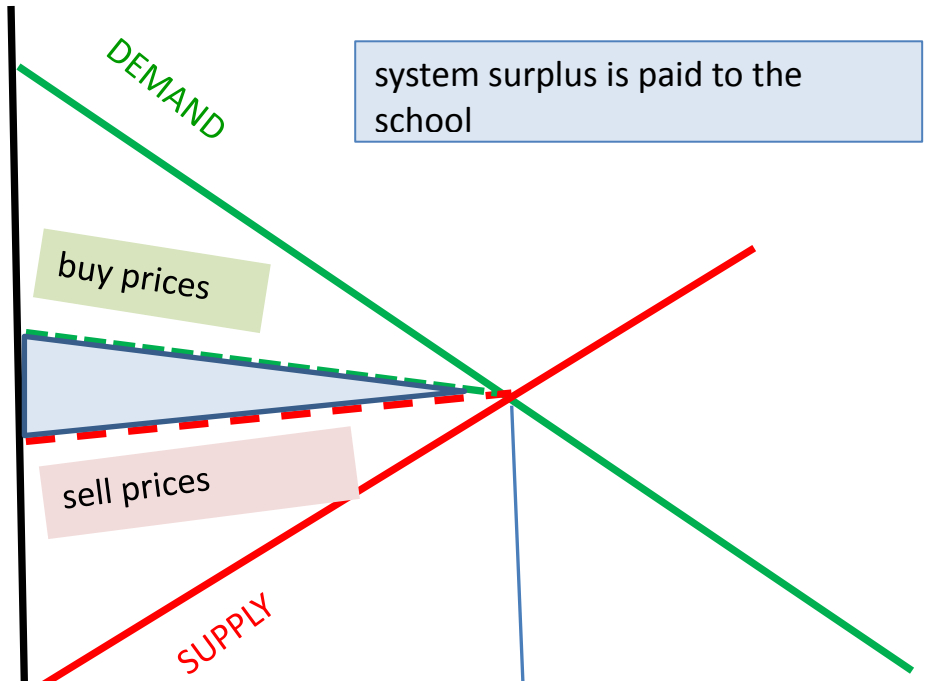 DEMAND
system surplus is paid to the
school
buy prices
sell prices
SUPPLY